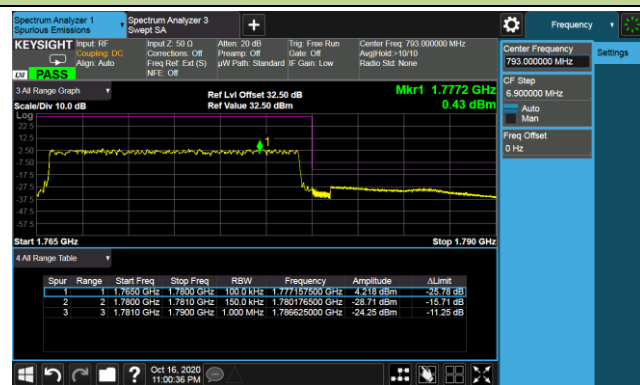 Spectrum Analyzer 1
Spurious Emissions
Spectrum Analyzer 3
Swept SA
Frequency
KEYSIGHT
Input: RF
Coupling: DC
Align: Auto
Input Z: 50 Ω
Corrections: Off
Freq Ref: Ext (S)
NFE: Off
Atten: 20 dB
Preamp: Off
µW Path: Standard
Trig: Free Run
Gate: Off
IF Gain: Low
Center Freq: 793.000000 MHz
Avg|Hold:>10/10
Radio Std: None
LV PASS
Center Frequency
793.000000 MHz
Settings
CF Step
6.900000 MHz
Auto
Man
Freq Offset
0 Hz
3 All Range Graph
Scale/Div 10.0 dB
Ref Lvl Offset 32.50 dB
Ref Value 32.50 dBm
Mkr1 1.7772 GHz
0.43 dBm
Log
22.5
12.5
2.50
-7.50
-17.5
-27.5
-37.5
-47.5
-57.5
1
Start 1.765 GHz
Stop 1.790 GHz
4 All Range Table
Spur Range Start Freq Stop Freq RBW Frequency Amplitude ΔLimit
1 1 1.7650 GHz 1.7800 GHz 100.0 kHz 1.777157500 GHz 4.218 dBm -25.78 dB
2 2 1.7800 GHz 1.7810 GHz 150.0 kHz 1.780176500 GHz -28.71 dBm -15.71 dB
3 3 1.7810 GHz 1.7900 GHz 1.000 MHz 1.786625000 GHz -24.25 dBm -11.25 dB
Oct 16, 2020
11:00:36 PM